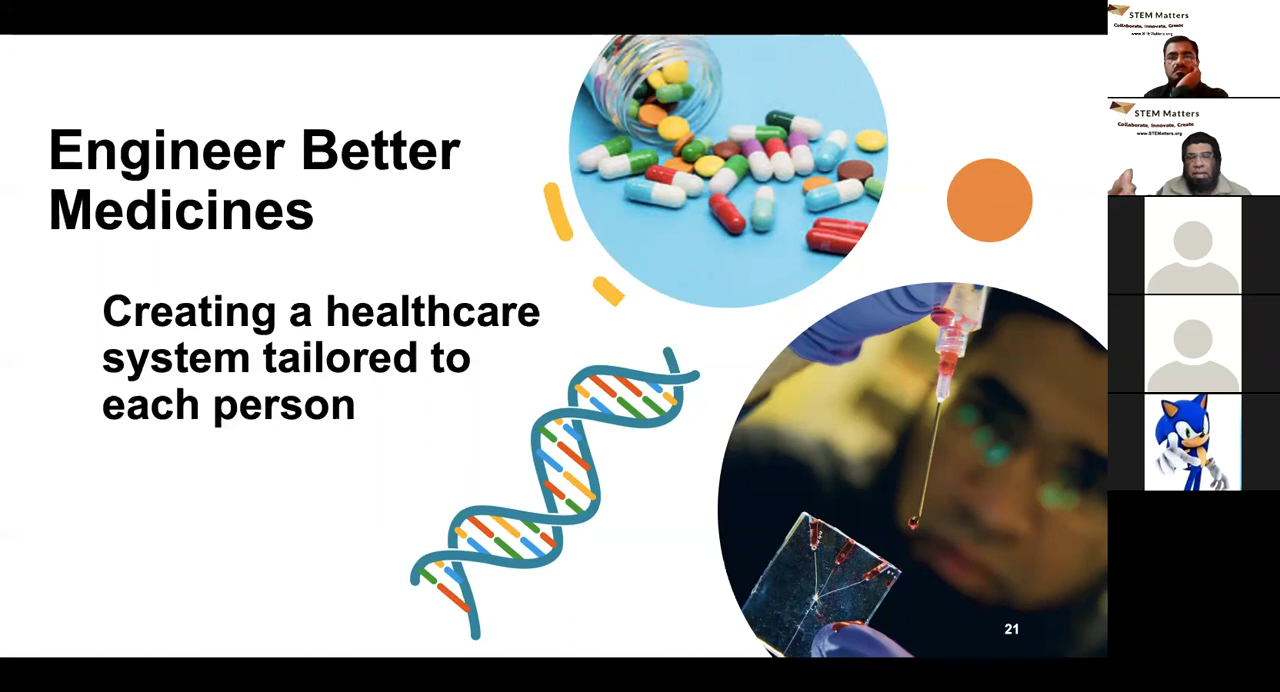 Engineer Better
Medicines
Creating a healthcare
system tailored to
each person
21
STEM Matters
Collaborate, Innovate, Create
STEM Matters
Collaborate, Innovate, Create
www.STEMatters.org